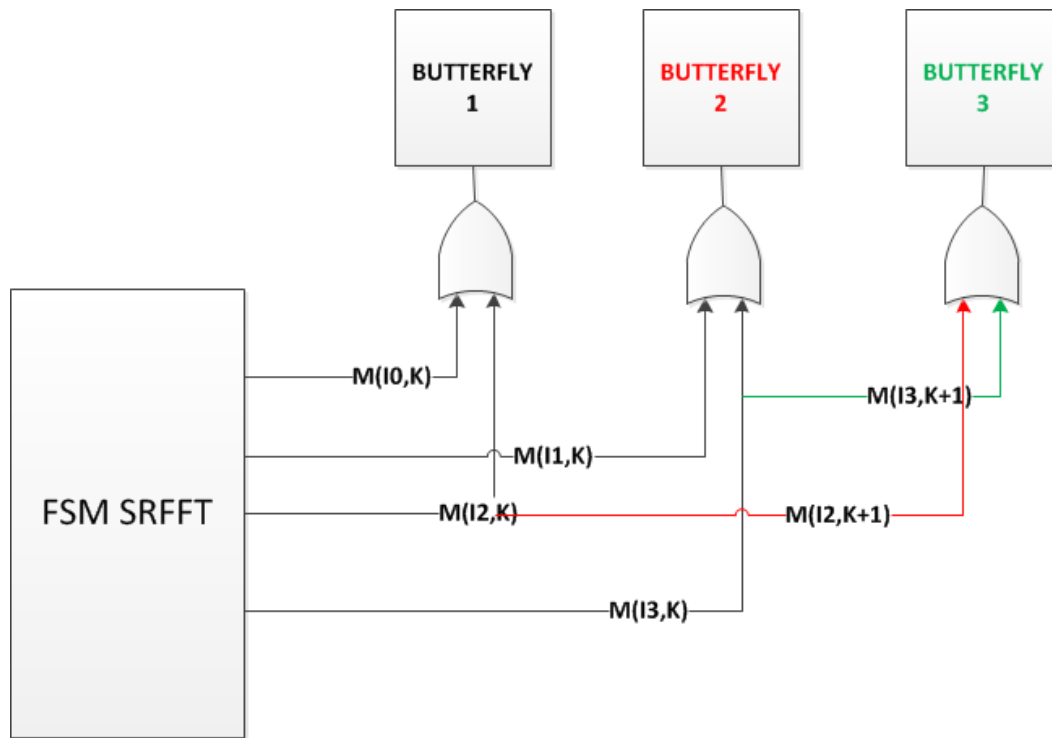 BUTTERFLY
1
BUTTERFLY
2
BUTTERFLY
3
M(I0,K)
M(I3,K+1)
M(I1,K)
FSM SRFFT
M(I2,K)
M(I2,K+1)
M(I3,K)